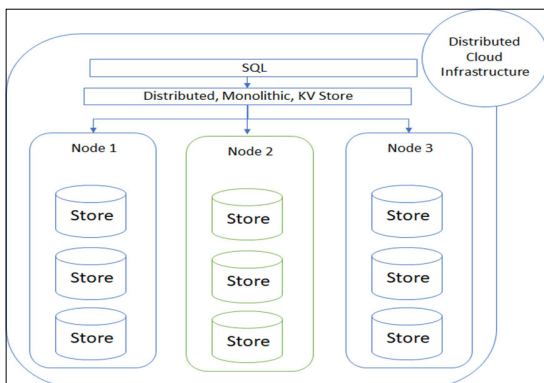 Distributed
Cloud
Infrastructure
SQL
Distributed, Monolithic, KV Store
Node 1
Node 2
Node 3
Store
Store
Store
Store
Store
Store
Store
Store
Store